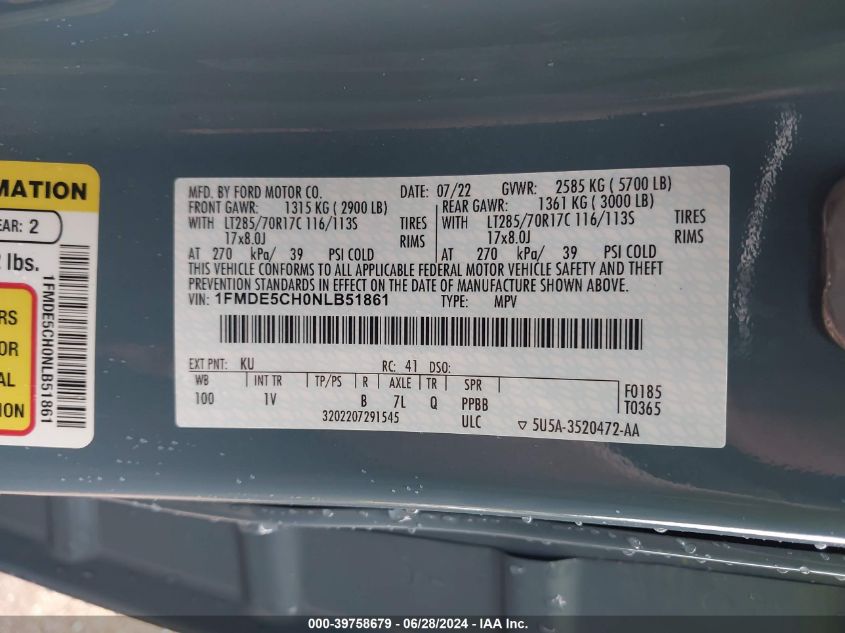 MATION
EAR: 2
lbs.
RS
OR
AL
ION
1FMDE5CH0NLB51861
MFD. BY FORD MOTOR CO. DATE: 07/22 GVWR: 2585 KG ( 5700 LB)
FRONT GAWR: 1315 KG ( 2900 LB) REAR GAWR: 1361 KG ( 3000 LB)
WITH LT285/70R17C 116/113S TIRES WITH LT285/70R17C 116/113S TIRES
17x8.0J RIMS 17x8.0J RIMS
AT 270 kPa/ 39 PSI COLD AT 270 kPa/ 39 PSI COLD
THIS VEHICLE CONFORMS TO ALL APPLICABLE FEDERAL MOTOR VEHICLE SAFETY AND THEFT
PREVENTION STANDARDS IN EFFECT ON THE DATE OF MANUFACTURE SHOWN ABOVE.
VIN: 1FMDE5CH0NLB51861 TYPE: MPV
EXT PNT: KU RC: 41 DSO:
WB INT TR TP/PS R AXLE TR SPR F0185
100 1V B 7L Q PPBB T0365
3202207291545 ULC ▽ 5U5A-3520472-AA
000-39758679 - 06/28/2024 - IAA Inc.